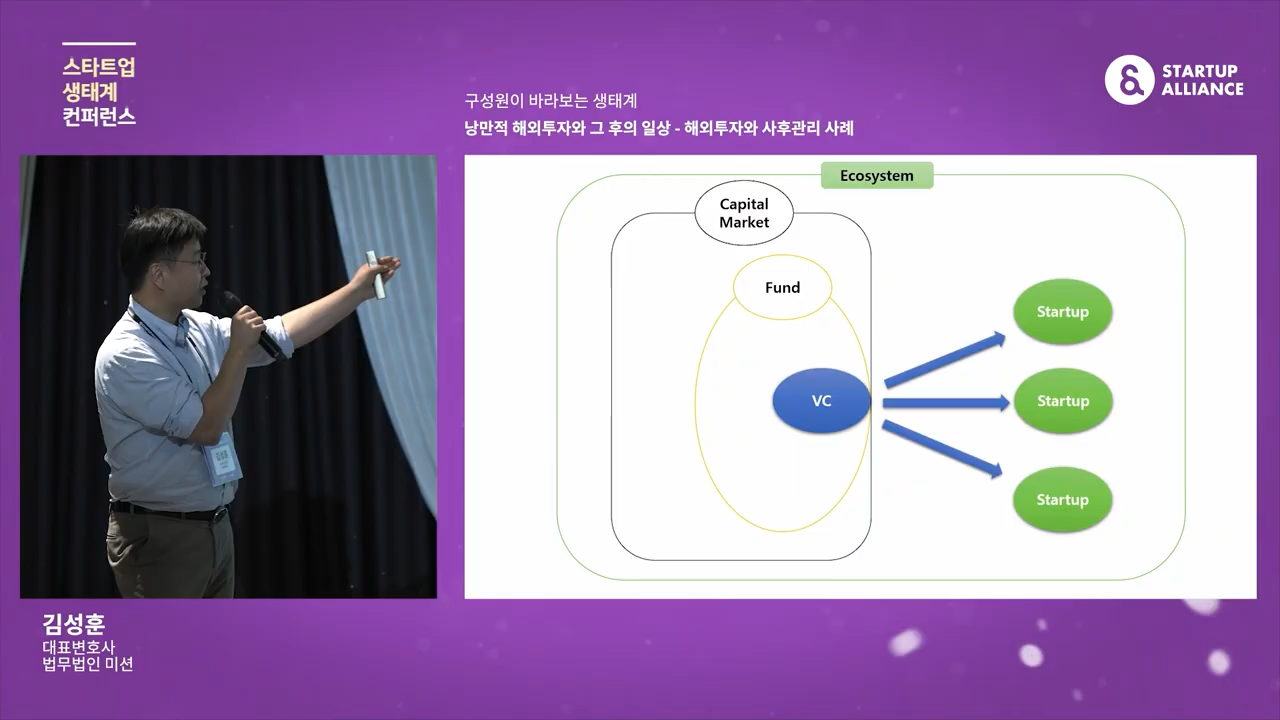 스타트업
생태계
컨퍼런스
구성원이 바라보는 생태계
낭만적 해외투자와 그 후의 일상 - 해외투자와 사후관리 사례
STARTUP
ALLIANCE
Ecosystem
Capital
Market
Fund
VC
Startup
Startup
Startup
김성훈
대표변호사
법무법인 미션